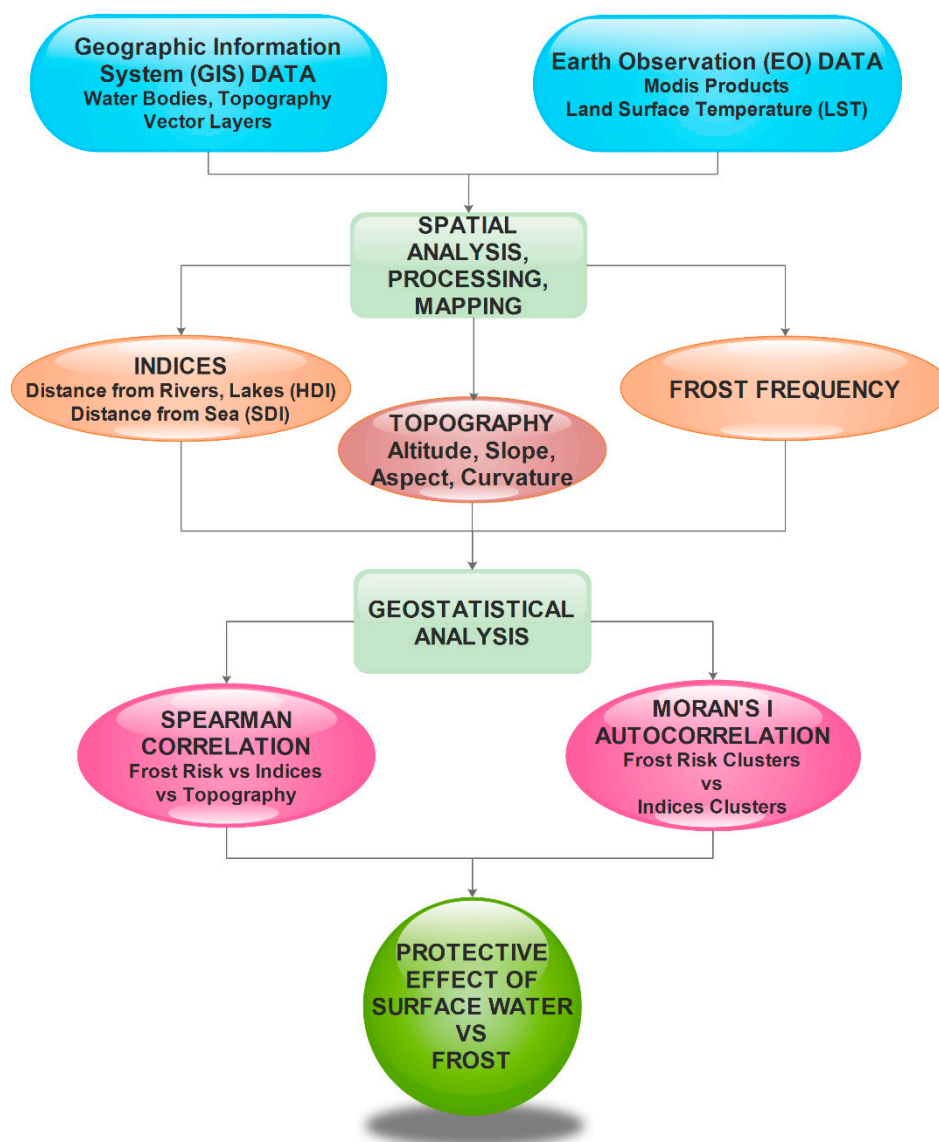 Geographic Information
System (GIS) DATA
Water Bodies, Topography
Vector Layers
Earth Observation (EO) DATA
Modis Products
Land Surface Temperature (LST)
SPATIAL
ANALYSIS,
PROCESSING,
MAPPING
INDICES
Distance from Rivers, Lakes (HDI)
Distance from Sea (SDI)
TOPOGRAPHY
Altitude, Slope,
Aspect, Curvature
FROST FREQUENCY
GEOSTATISTICAL
ANALYSIS
SPEARMAN
CORRELATION
Frost Risk vs Indices
vs Topography
MORAN'S I
AUTOCORRELATION
Frost Risk Clusters
vs
Indices Clusters
PROTECTIVE
EFFECT OF
SURFACE WATER
VS
FROST